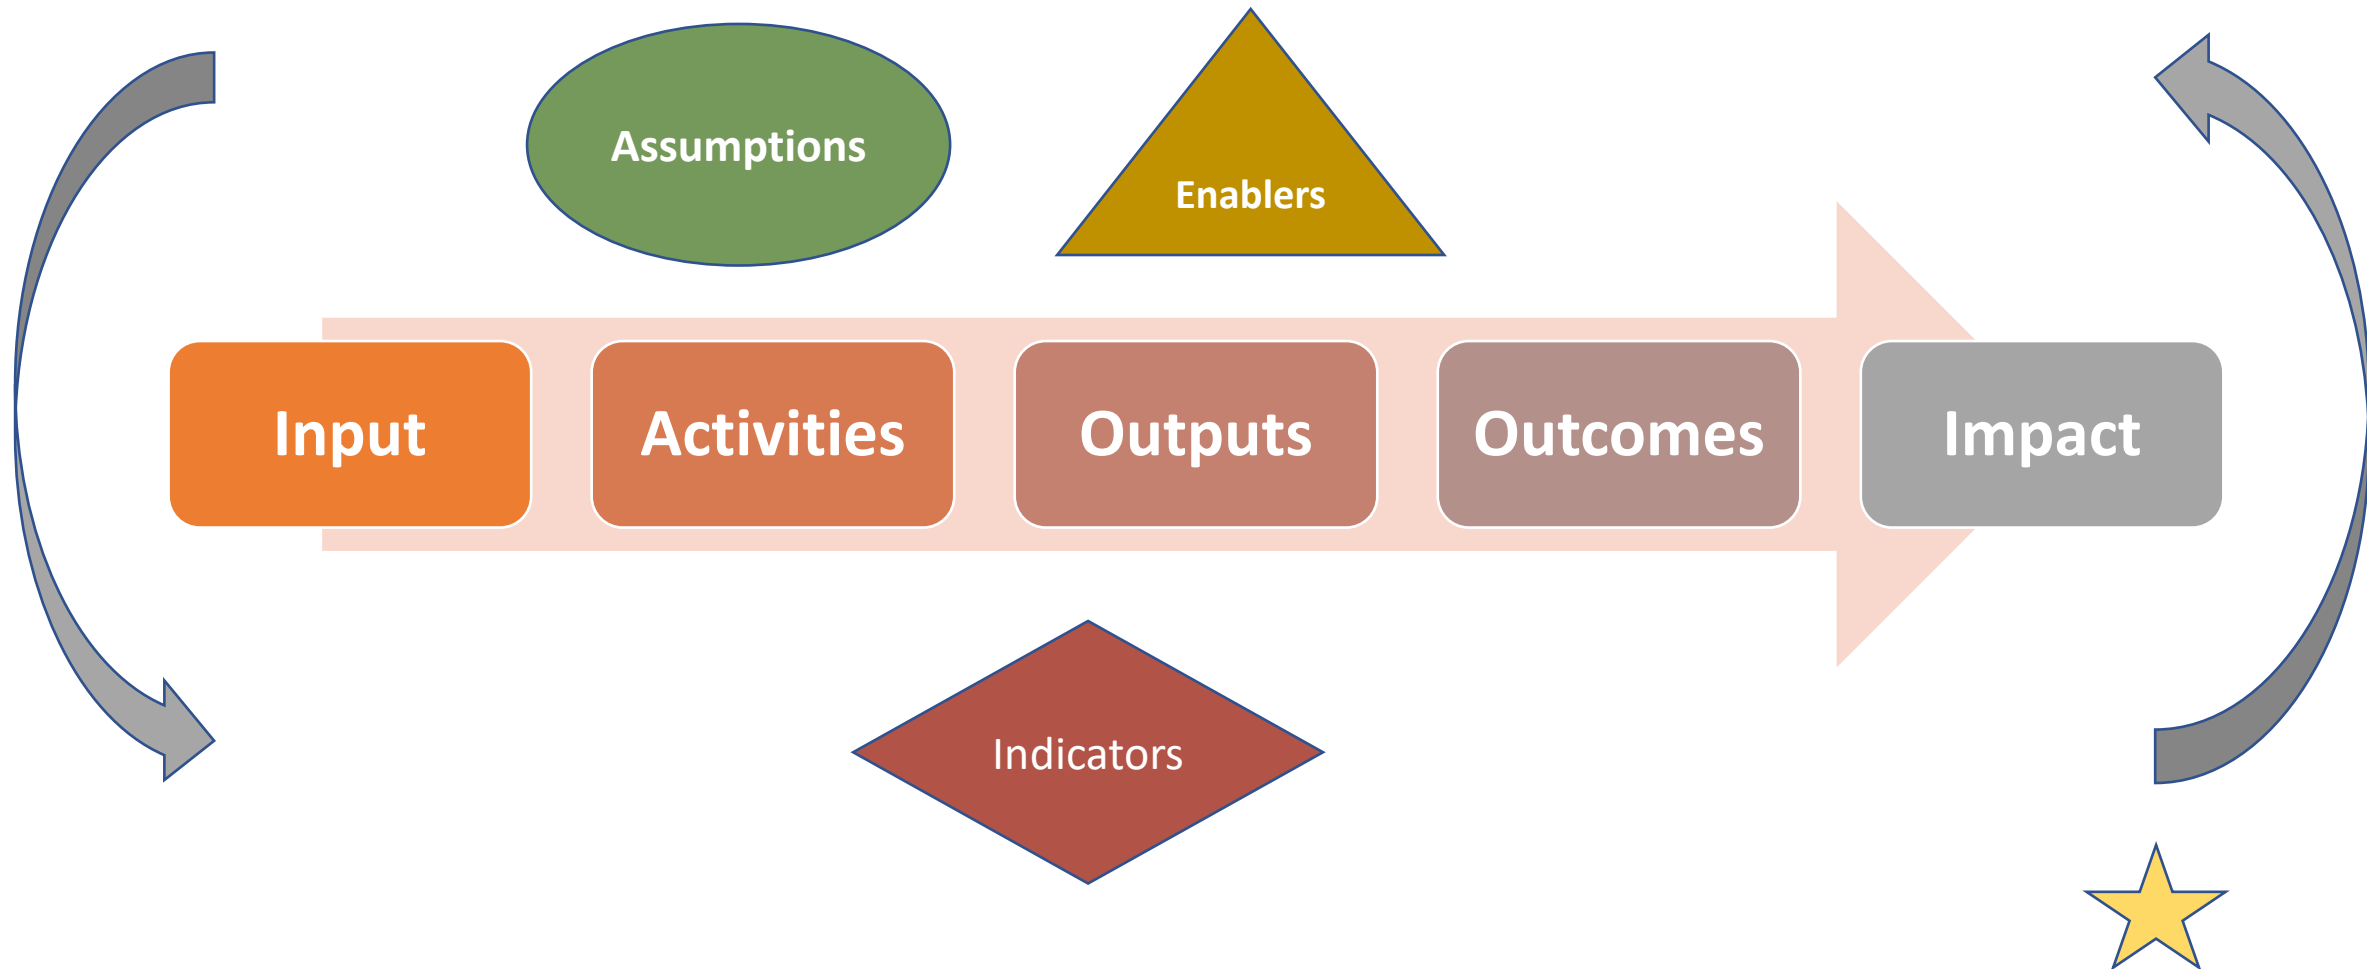 Assumptions
Enablers
Input
Activities
Outputs
Outcomes
Impact
Indicators